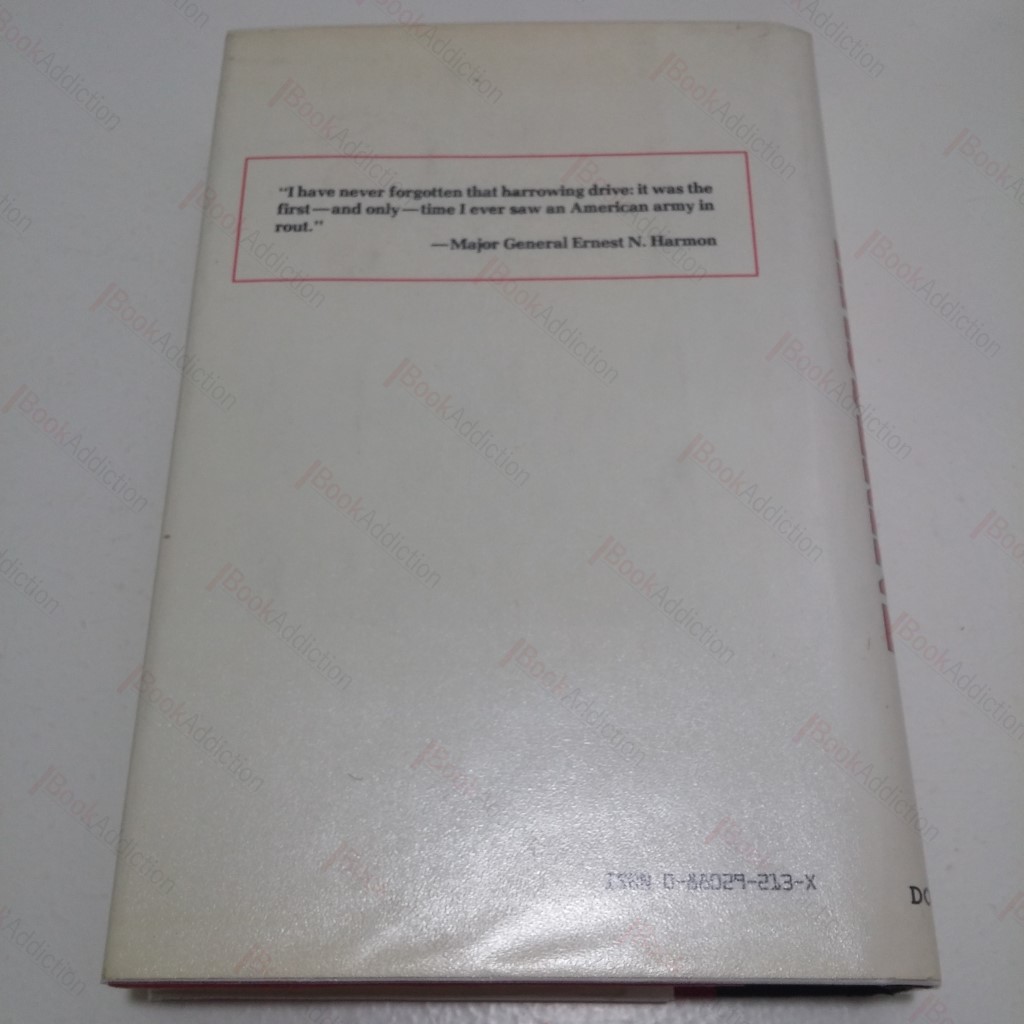 "I have never forgotten that harrowing drive: it was the
first—and only—time I ever saw an American army in
rout."
—Major General Ernest N. Harmon
ISBN 0-88029-213-X
DO
BookAddiction